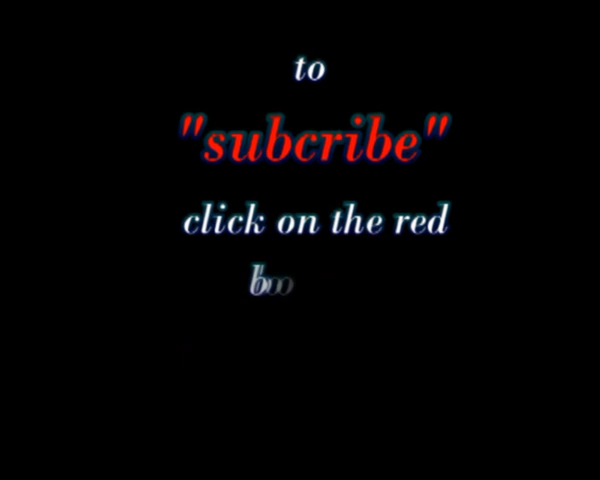 to
"subcribe"
click on the red